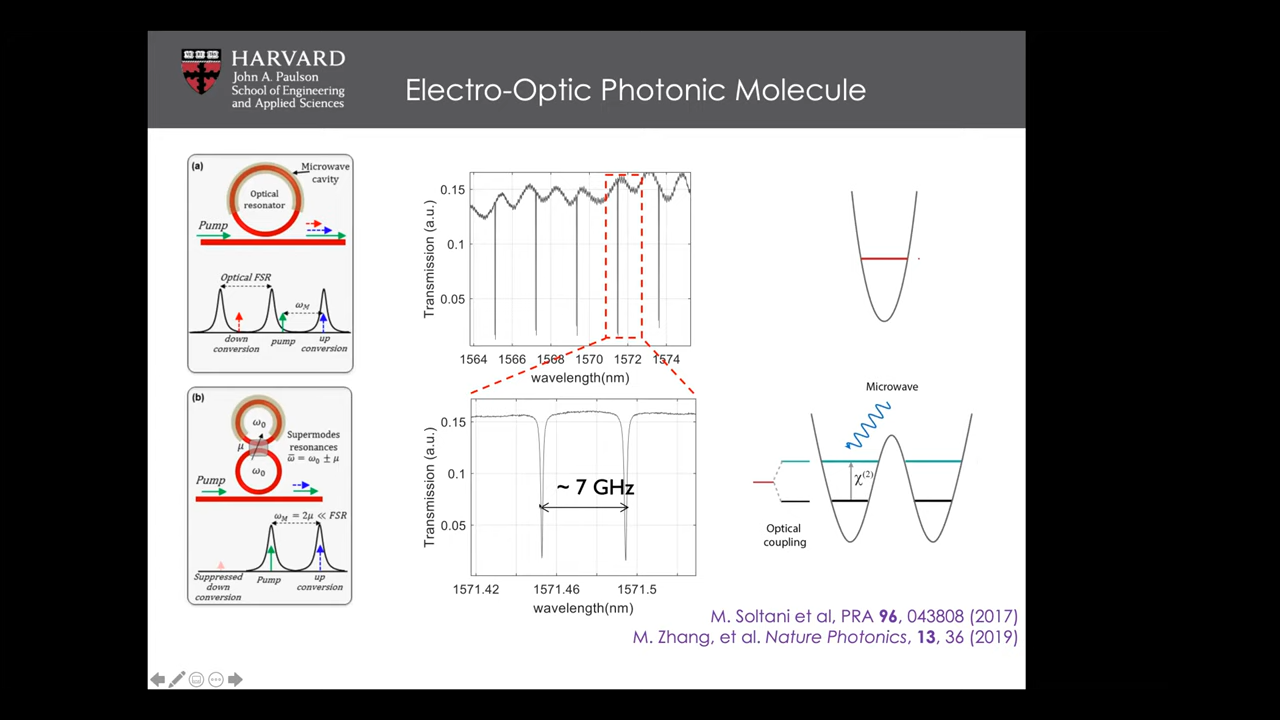 HARVARD
John A. Paulson
School of Engineering
and Applied Sciences
Electro-Optic Photonic Molecule
(a)
Microwave
cavity
Optical
resonator
Pump
Optical FSR
ω_M
down
conversion
pump
up
conversion
(b)
ω₀
μ
ω₀
Supermodes
resonances
ω̅ = ω₀ ± μ
Pump
ω_M = 2μ ≪ FSR
Suppressed
down
conversion
Pump
up
conversion
Transmission (a.u.)
0.15
0.1
0.05
1564 1566 1568 1570 1572 1574
wavelength(nm)
Transmission (a.u.)
0.15
0.1
0.05
~ 7 GHz
1571.42 1571.46 1571.5
wavelength(nm)
Microwave
χ⁽²⁾
Optical
coupling
M. Soltani et al, PRA 96, 043808 (2017)
M. Zhang, et al. Nature Photonics, 13, 36 (2019)